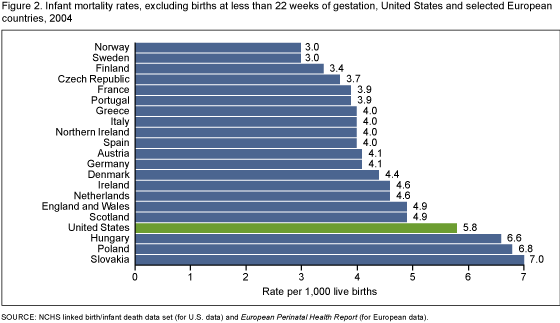 Figure 2. Infant mortality rates, excluding births at less than 22 weeks of gestation, United States and selected European
countries, 2004
Norway 3.0
Sweden 3.0
Finland 3.4
Czech Republic 3.7
France 3.9
Portugal 3.9
Greece 4.0
Italy 4.0
Northern Ireland 4.0
Spain 4.0
Austria 4.1
Germany 4.1
Denmark 4.4
Ireland 4.6
Netherlands 4.6
England and Wales 4.9
Scotland 4.9
United States 5.8
Hungary 6.6
Poland 6.8
Slovakia 7.0
0 1 2 3 4 5 6 7
Rate per 1,000 live births
SOURCE: NCHS linked birth/infant death data set (for U.S. data) and European Perinatal Health Report (for European data).